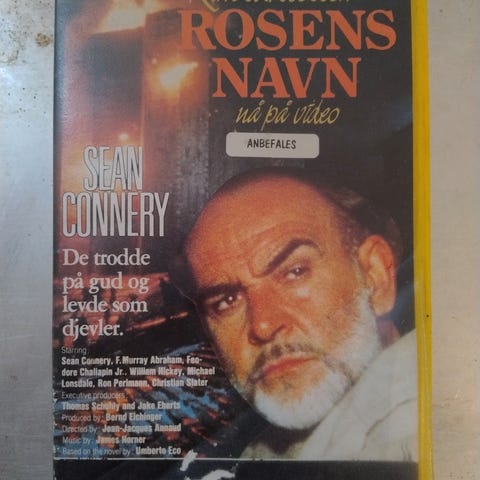 ROSENS
NAVN
nå på video
ANBEFALES
SEAN
CONNERY
De trodde
på gud og
levde som
djevler.
Starring:
Sean Connery, F. Murray Abraham, Feo-
dore Chaliapin Jr., William Hickey, Michael
Lonsdale, Ron Perlmann, Christian Slater
Executive producers:
Thomas Schühly and Jake Eberts
Produced by: Bernd Eichinger
Directed by: Jean-Jacques Annaud
Music by: James Horner
Based on the novel by: Umberto Eco